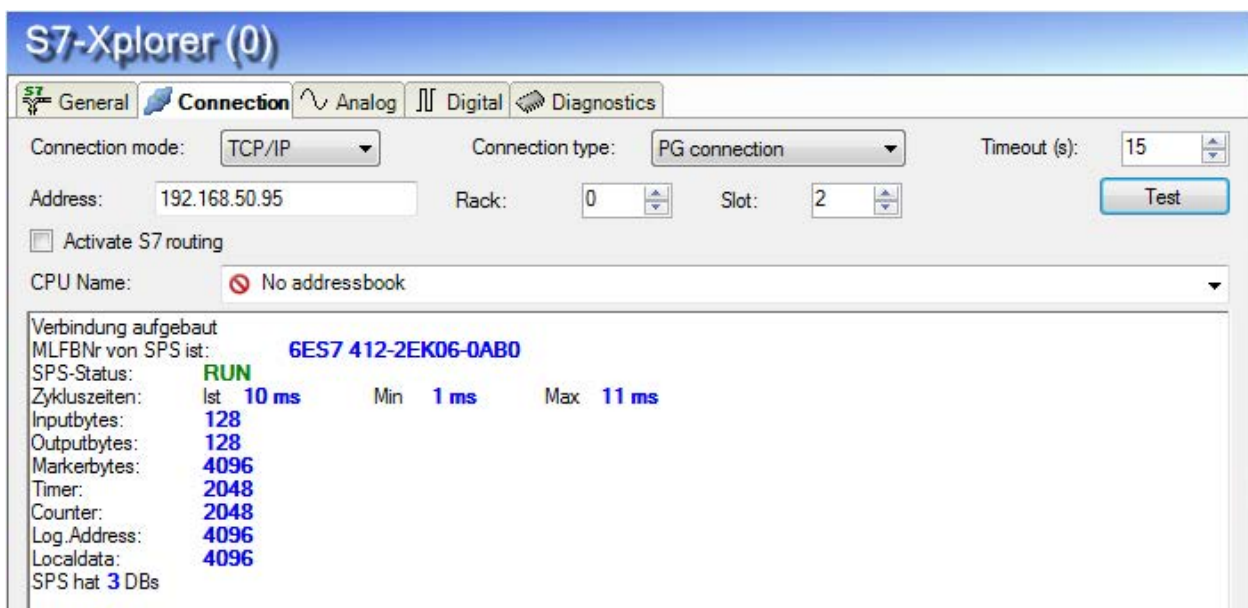 S7-Xplorer (0)
General Connection Analog Digital Diagnostics
Connection mode: TCP/IP Connection type: PG connection Timeout (s): 15
Address: 192.168.50.95 Rack: 0 Slot: 2 Test
Activate S7 routing
CPU Name: No addressbook
Verbindung aufgebaut
MLFBNr von SPS ist: 6ES7 412-2EK06-0AB0
SPS-Status: RUN
Zykluszeiten: Ist 10 ms Min 1 ms Max 11 ms
Inputbytes: 128
Outputbytes: 128
Markerbytes: 4096
Timer: 2048
Counter: 2048
Log.Address: 4096
Localdata: 4096
SPS hat 3 DBs